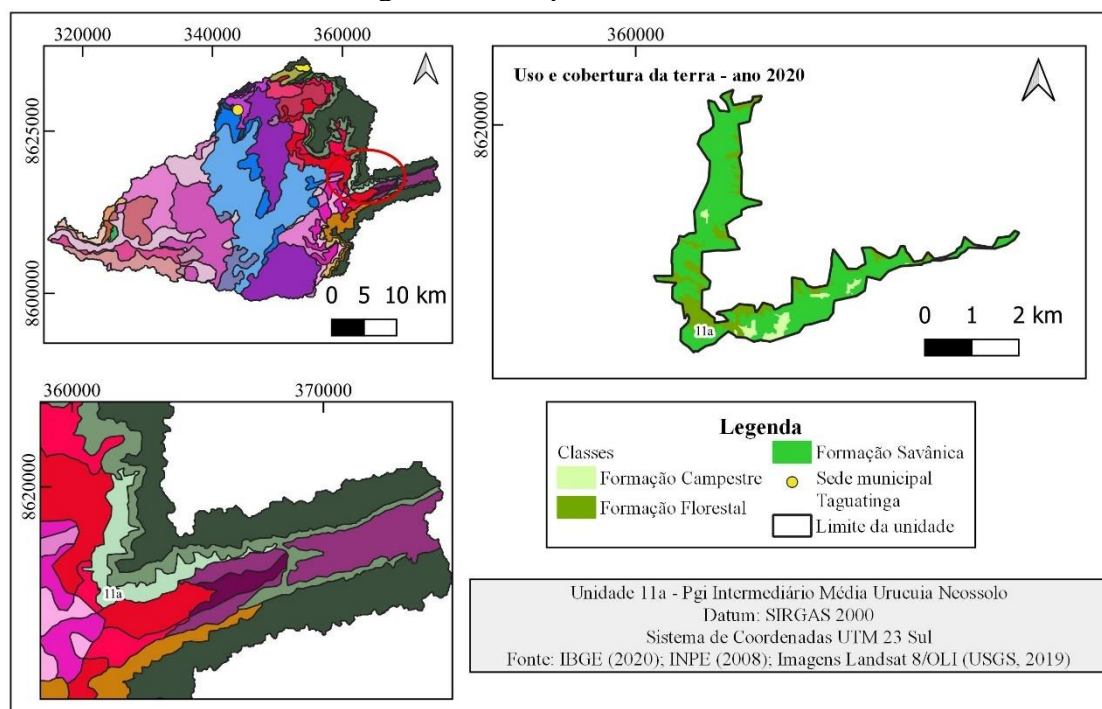 320000 340000 360000
8625000
8600000
0 5 10 km
360000
Uso e cobertura da terra - ano 2020
8620000
11a
0 1 2 km
360000 370000
8620000
11a
Legenda
Classes
Formação Campestre
Formação Florestal
Formação Savânica
Sede municipal
Taguatinga
Limite da unidade
Unidade 11a - Pgi Intermediário Média Urucuia Neossolo
Datum: SIRGAS 2000
Sistema de Coordenadas UTM 23 Sul
Fonte: IBGE (2020); INPE (2008); Imagens Landsat 8/OLI (USGS, 2019)